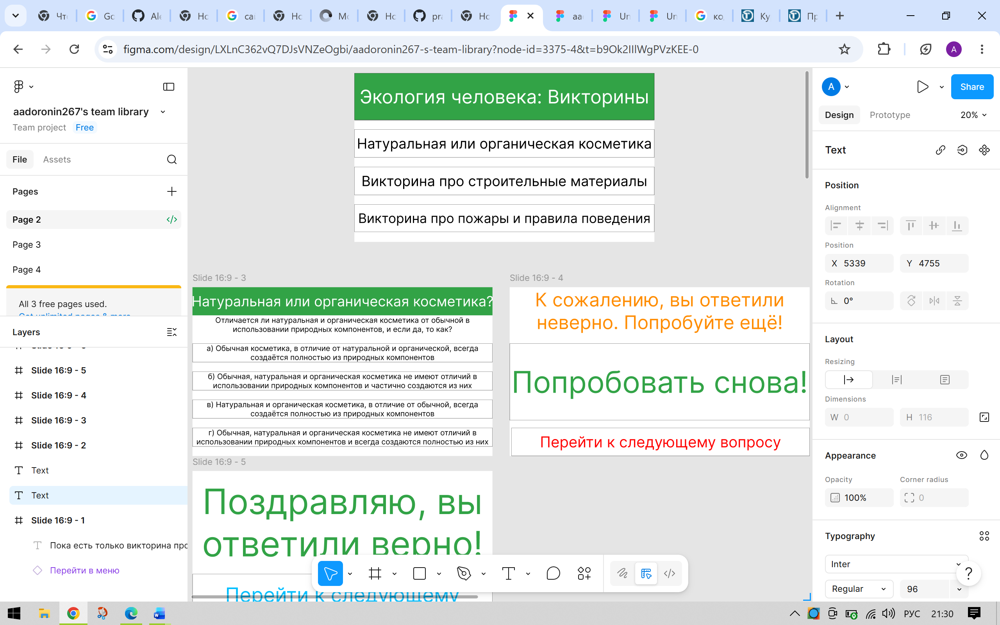 Чт
Go
Ale
Но
сай
Но
Мо
Но
pra
Но
aa
Un
Un
ко
Ку
Пр
figma.com/design/LXLnC362vQ7DJsVNZeOgbi/aadoronin267-s-team-library?node-id=3375-4&t=b9Ok2IIlWgPVzKEE-0
A
aadoronin267's team library
Team project Free
File Assets
Pages
Page 2
Page 3
Page 4
All 3 free pages used.
Layers
Slide 16:9 - 5
Slide 16:9 - 4
Slide 16:9 - 3
Slide 16:9 - 2
Text
Text
Slide 16:9 - 1
Пока есть только викторина про
Перейти в меню
Экология человека: Викторины
Натуральная или органическая косметика
Викторина про строительные материалы
Викторина про пожары и правила поведения
Slide 16:9 - 3
Натуральная или органическая косметика?
Отличается ли натуральная и органическая косметика от обычной в
использовании природных компонентов, и если да, то как?
а) Обычная косметика, в отличие от натуральной и органической, всегда
создаётся полностью из природных компонентов
б) Обычная, натуральная и органическая косметика не имеют отличий в
использовании природных компонентов и частично создаются из них
в) Натуральная и органическая косметика, в отличие от обычной, всегда
создаётся полностью из природных компонентов
г) Обычная, натуральная и органическая косметика не имеют отличий в
использовании природных компонентов и всегда создаются полностью из них
Slide 16:9 - 4
К сожалению, вы ответили
неверно. Попробуйте ещё!
Попробовать снова!
Перейти к следующему вопросу
Slide 16:9 - 5
Поздравляю, вы
ответили верно!
Перейти к следующему
A
Share
Design Prototype 20%
Text
Position
Alignment
Position
X 5339 Y 4755
Rotation
0°
Layout
Resizing
Dimensions
W 0 H 116
Appearance
Opacity Corner radius
100% 0
Typography
Inter
Regular 96
?
РУС 21:30